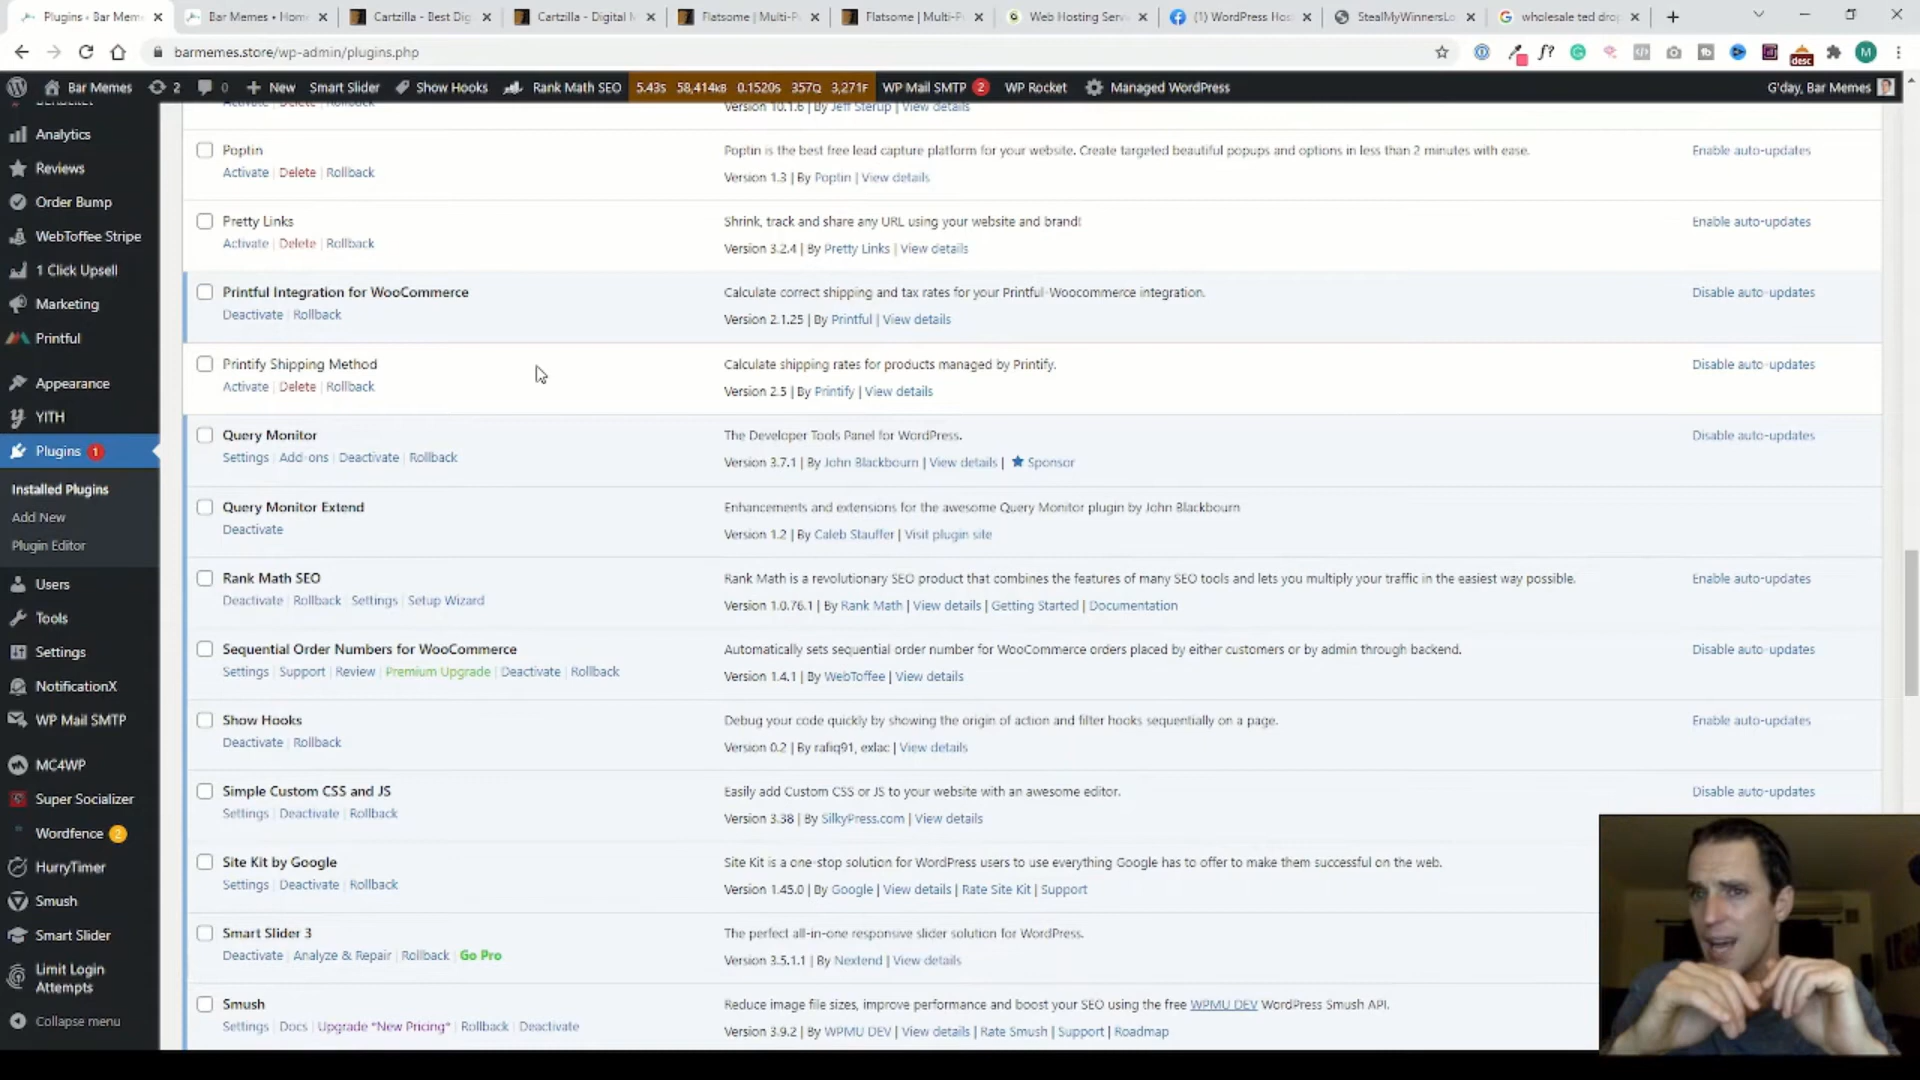 Plugins ‹ Bar Meme
Bar Memes • Hom
Cartzilla - Best Dig
Cartzilla - Digital M
Flatsome | Multi-P
Flatsome | Multi-P
Web Hosting Serv
(1) WordPress Hos
StealMyWinnersLo
wholesale ted drop
barmemes.store/wp-admin/plugins.php
Bar Memes 2 0 New Smart Slider Show Hooks Rank Math SEO 5.43s 58,414kB 0.1520s 357Q 3,271F WP Mail SMTP 2 WP Rocket Managed WordPress G'day, Bar Memes
Analytics
Reviews
Order Bump
WebToffee Stripe
1 Click Upsell
Marketing
Printful
Appearance
YITH
Plugins 1
Installed Plugins
Add New
Plugin Editor
Users
Tools
Settings
NotificationX
WP Mail SMTP
MC4WP
Super Socializer
Wordfence 2
HurryTimer
Smush
Smart Slider
Limit Login
Attempts
Collapse menu
Activate | Delete | Rollback
Version 10.1.6 | By Jeff Sterup | View details
Poptin
Activate | Delete | Rollback
Poptin is the best free lead capture platform for your website. Create targeted beautiful popups and options in less than 2 minutes with ease.
Version 1.3 | By Poptin | View details
Enable auto-updates
Pretty Links
Activate | Delete | Rollback
Shrink, track and share any URL using your website and brand!
Version 3.2.4 | By Pretty Links | View details
Enable auto-updates
Printful Integration for WooCommerce
Deactivate | Rollback
Calculate correct shipping and tax rates for your Printful-Woocommerce integration.
Version 2.1.25 | By Printful | View details
Disable auto-updates
Printify Shipping Method
Activate | Delete | Rollback
Calculate shipping rates for products managed by Printify.
Version 2.5 | By Printify | View details
Disable auto-updates
Query Monitor
Settings | Add-ons | Deactivate | Rollback
The Developer Tools Panel for WordPress.
Version 3.7.1 | By John Blackbourn | View details | ★ Sponsor
Disable auto-updates
Query Monitor Extend
Deactivate
Enhancements and extensions for the awesome Query Monitor plugin by John Blackbourn
Version 1.2 | By Caleb Stauffer | Visit plugin site
Rank Math SEO
Deactivate | Rollback | Settings | Setup Wizard
Rank Math is a revolutionary SEO product that combines the features of many SEO tools and lets you multiply your traffic in the easiest way possible.
Version 1.0.76.1 | By Rank Math | View details | Getting Started | Documentation
Enable auto-updates
Sequential Order Numbers for WooCommerce
Settings | Support | Review | Premium Upgrade | Deactivate | Rollback
Automatically sets sequential order number for WooCommerce orders placed by either customers or by admin through backend.
Version 1.4.1 | By WebToffee | View details
Disable auto-updates
Show Hooks
Deactivate | Rollback
Debug your code quickly by showing the origin of action and filter hooks sequentially on a page.
Version 0.2 | By rafiq91, exlac | View details
Enable auto-updates
Simple Custom CSS and JS
Settings | Deactivate | Rollback
Easily add Custom CSS or JS to your website with an awesome editor.
Version 3.38 | By SilkyPress.com | View details
Disable auto-updates
Site Kit by Google
Settings | Deactivate | Rollback
Site Kit is a one-stop solution for WordPress users to use everything Google has to offer to make them successful on the web.
Version 1.45.0 | By Google | View details | Rate Site Kit | Support
Smart Slider 3
Deactivate | Analyze & Repair | Rollback | Go Pro
The perfect all-in-one responsive slider solution for WordPress.
Version 3.5.1.1 | By Nextend | View details
Smush
Settings | Docs | Upgrade *New Pricing* | Rollback | Deactivate
Reduce image file sizes, improve performance and boost your SEO using the free WPMU DEV WordPress Smush API.
Version 3.9.2 | By WPMU DEV | View details | Rate Smush | Support | Roadmap